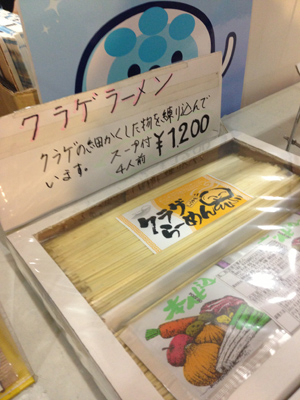 クラゲラーメン
クラゲの細かくした物を練り込んで
います。
スープ付
4人前
¥1,200
クラゲ
らーめん